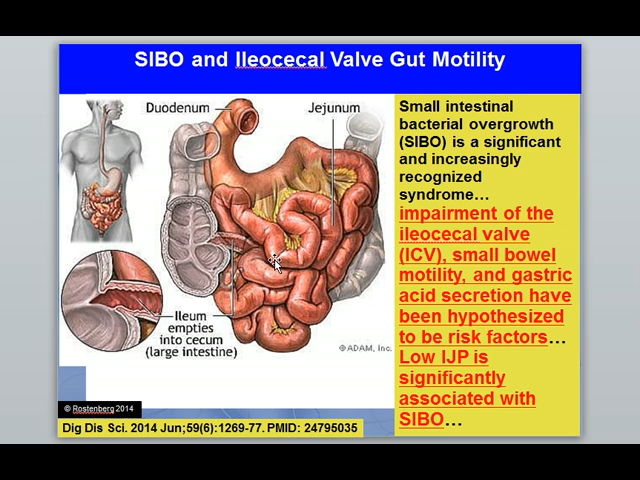 SIBO and Ileocecal Valve Gut Motility
Duodenum
Jejunum
Ileum
empties
into cecum
(large intestine)
©ADAM, Inc.
Small intestinal
bacterial overgrowth
(SIBO) is a significant
and increasingly
recognized
syndrome…
impairment of the
ileocecal valve
(ICV), small bowel
motility, and gastric
acid secretion have
been hypothesized
to be risk factors…
Low IJP is
significantly
associated with
SIBO…
© Rostenberg 2014
Dig Dis Sci. 2014 Jun;59(6):1269-77. PMID: 24795035